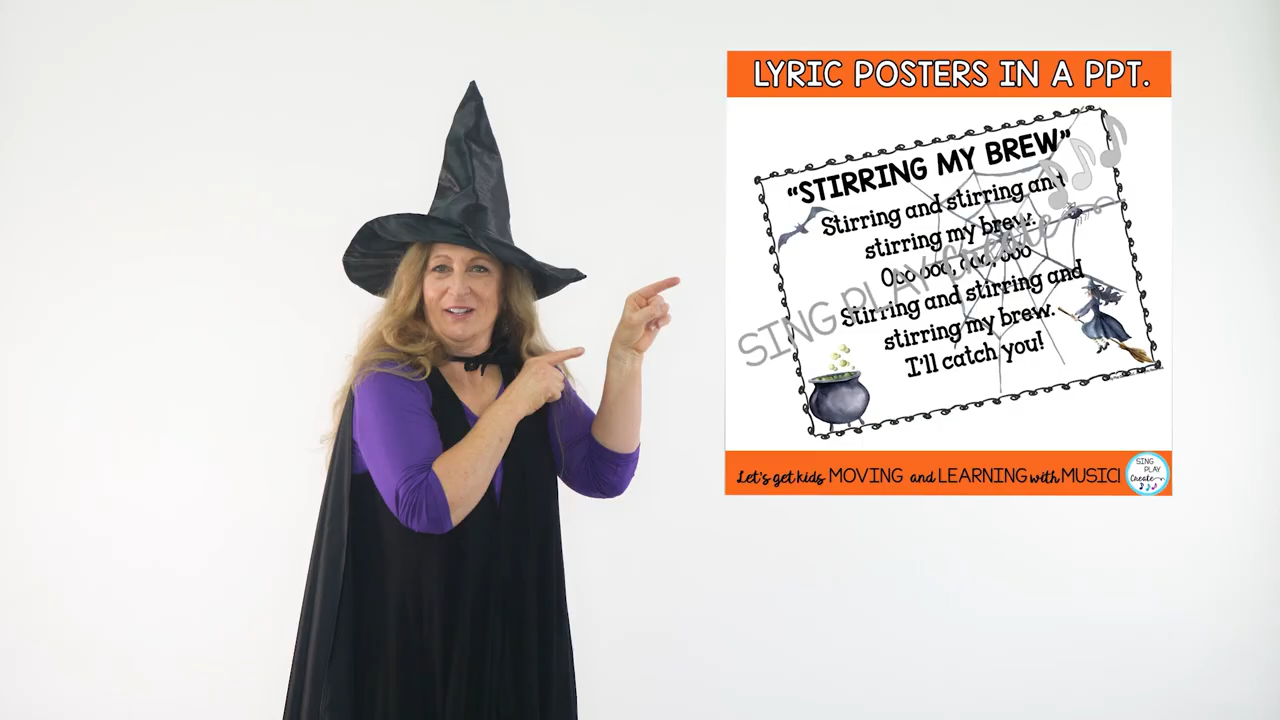 LYRIC POSTERS IN A PPT.
“STIRRING MY BREW”
Stirring and stirring and
stirring my brew.
Ooo ooo, ooo, ooo
Stirring and stirring and
stirring my brew.
I'll catch you!
SING PLAY Create
Let's get kids MOVING and LEARNING with MUSIC!
SING
PLAY
Create